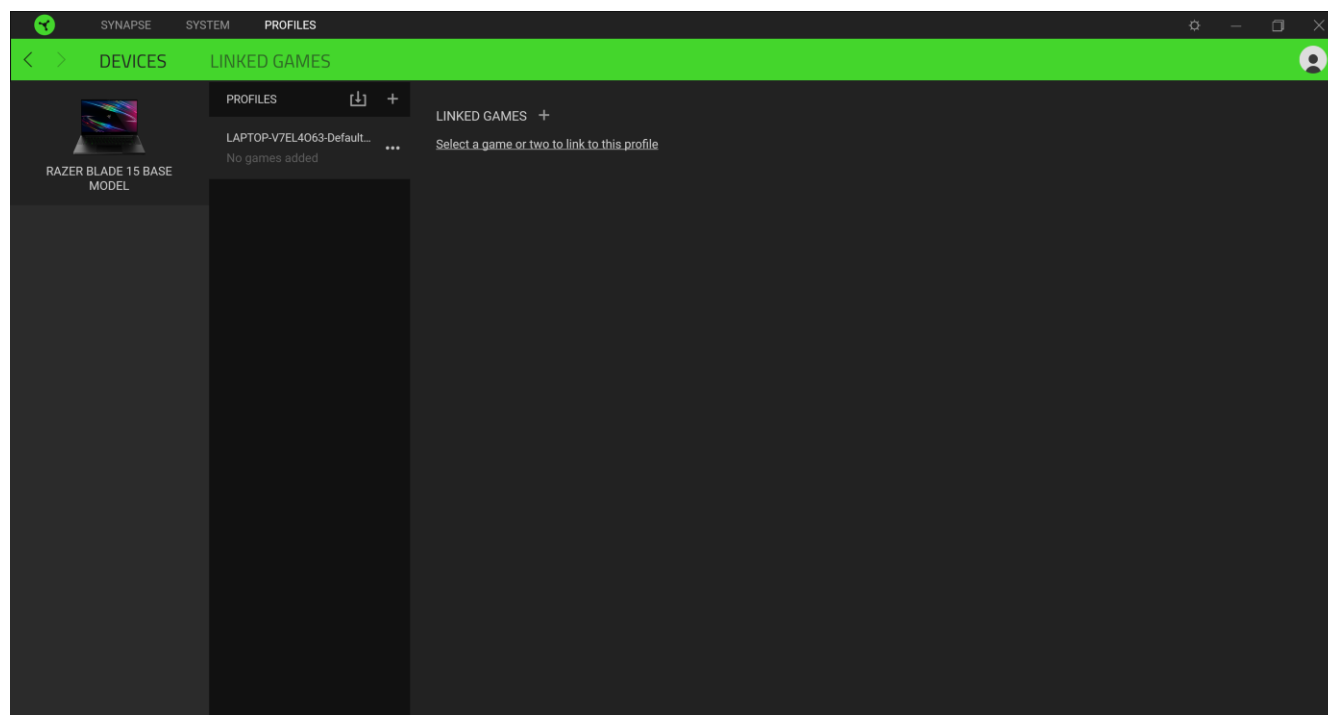 SYNAPSE SYSTEM PROFILES
DEVICES LINKED GAMES
RAZER BLADE 15 BASE
MODEL
PROFILES
LAPTOP-V7EL4O63-Default...
No games added
LINKED GAMES +
Select a game or two to link to this profile